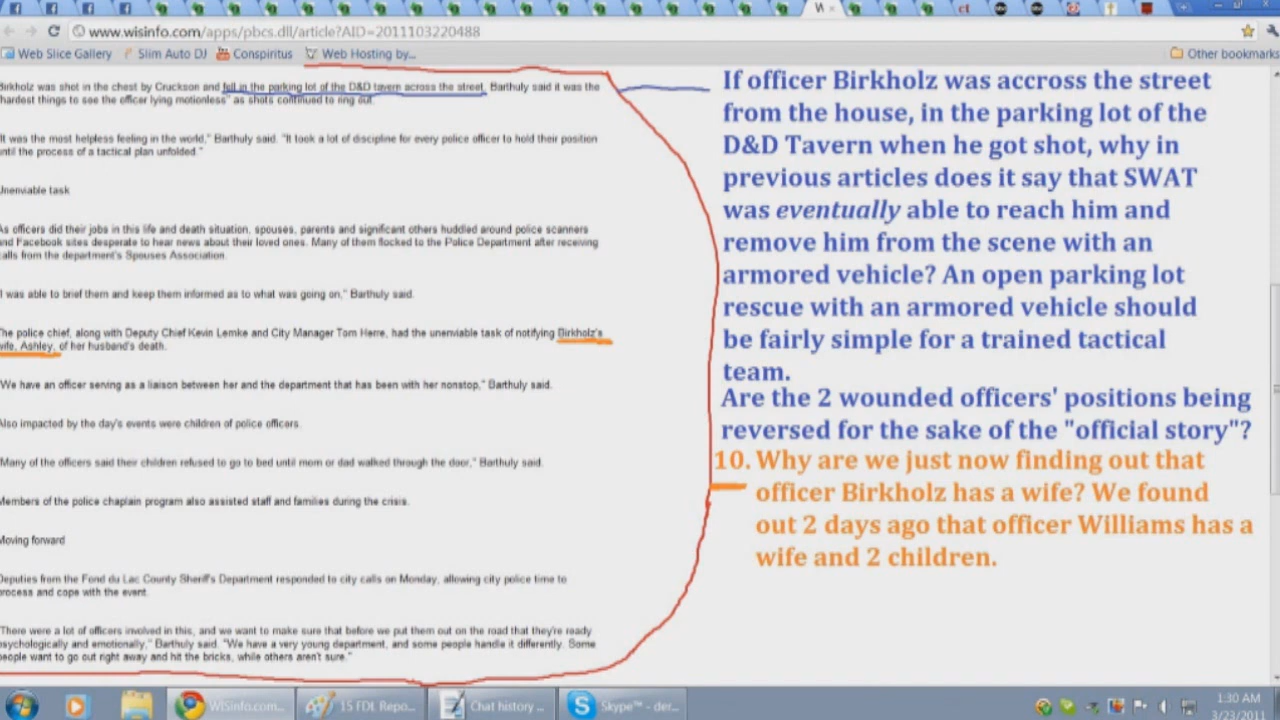 www.wisinfo.com/apps/pbcs.dll/article?AID=2011103220488
Web Slice Gallery Slim Auto DJ Conspiritus Web Hosting by... Other bookmarks
Birkholz was shot in the chest by Cruckson and fell in the parking lot of the D&D tavern across the street. Barthuly said it was the
"hardest things to see the officer lying motionless" as shots continued to ring out.
"It was the most helpless feeling in the world," Barthuly said. "It took a lot of discipline for every police officer to hold their position
until the process of a tactical plan unfolded."
Unenviable task
As officers did their jobs in this life and death situation, spouses, parents and significant others huddled around police scanners
and Facebook sites desperate to hear news about their loved ones. Many of them flocked to the Police Department after receiving
calls from the department's Spouses Association.
"I was able to brief them and keep them informed as to what was going on," Barthuly said.
The police chief, along with Deputy Chief Kevin Lemke and City Manager Tom Herre, had the unenviable task of notifying Birkholz's
wife, Ashley, of her husband's death.
"We have an officer serving as a liaison between her and the department that has been with her nonstop," Barthuly said.
Also impacted by the day's events were children of police officers.
"Many of the officers said their children refused to go to bed until mom or dad walked through the door," Barthuly said.
Members of the police chaplain program also assisted staff and families during the crisis.
Moving forward
Deputies from the Fond du Lac County Sheriff's Department responded to city calls on Monday, allowing city police time to
process and cope with the event.
"There were a lot of officers involved in this, and we want to make sure that before we put them out on the road that they're ready
psychologically and emotionally," Barthuly said. "We have a very young department, and some people handle it differently. Some
people want to go out right away and hit the bricks, while others aren't sure."
If officer Birkholz was accross the street
from the house, in the parking lot of the
D&D Tavern when he got shot, why in
previous articles does it say that SWAT
was eventually able to reach him and
remove him from the scene with an
armored vehicle? An open parking lot
rescue with an armored vehicle should
be fairly simple for a trained tactical
team.
Are the 2 wounded officers' positions being
reversed for the sake of the "official story"?
10. Why are we just now finding out that
officer Birkholz has a wife? We found
out 2 days ago that officer Williams has a
wife and 2 children.
WISinfo.com... 15 FDL Repo... Chat history ... Skype™ - der... 1:30 AM
3/23/2011